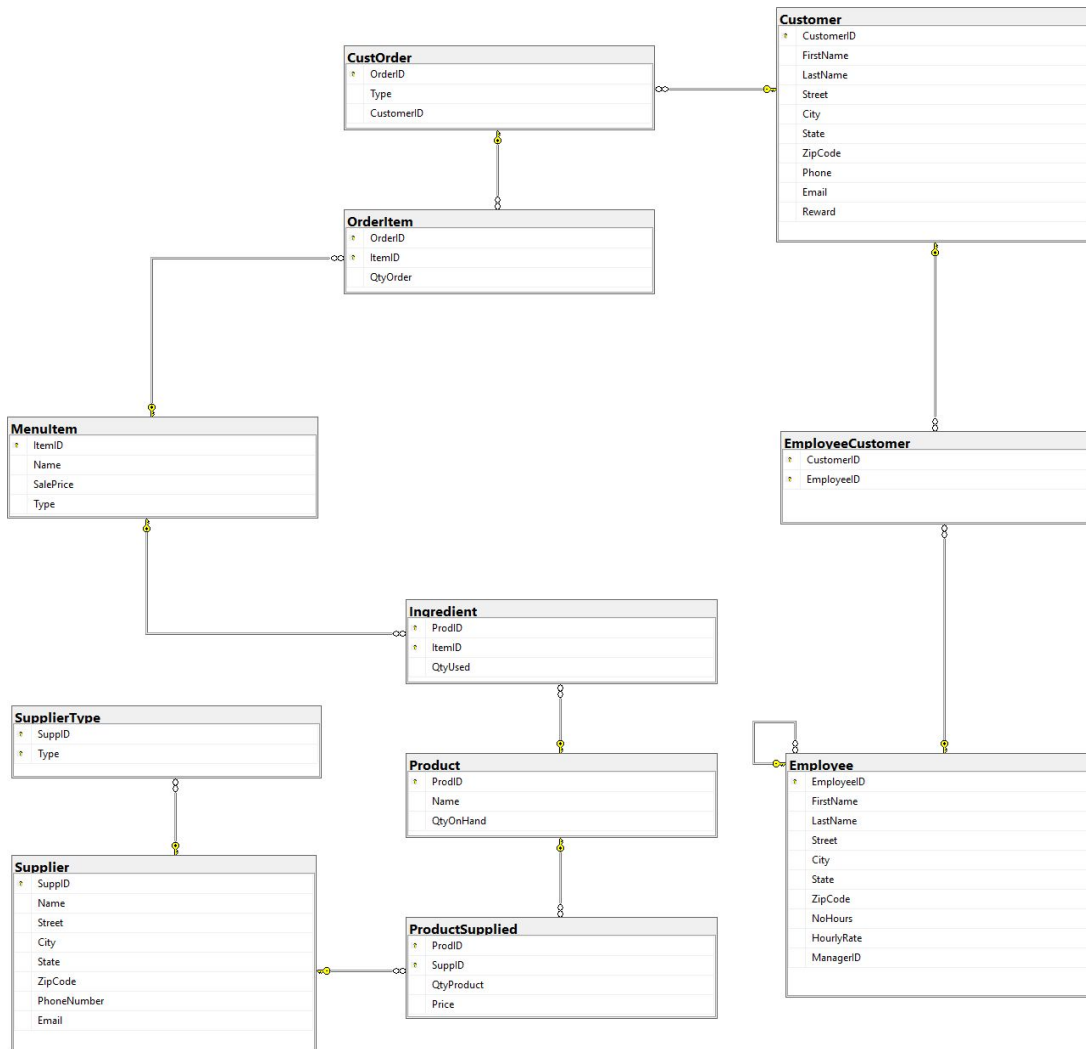 Customer
CustomerID
FirstName
LastName
Street
City
State
ZipCode
Phone
Email
Reward
CustOrder
OrderID
Type
CustomerID
OrderItem
OrderID
ItemID
QtyOrder
MenuItem
ItemID
Name
SalePrice
Type
EmployeeCustomer
CustomerID
EmployeeID
Ingredient
ProdID
ItemID
QtyUsed
SupplierType
SuppID
Type
Product
ProdID
Name
QtyOnHand
Employee
EmployeeID
FirstName
LastName
Street
City
State
ZipCode
NoHours
HourlyRate
ManagerID
Supplier
SuppID
Name
Street
City
State
ZipCode
PhoneNumber
Email
ProductSupplied
ProdID
SuppID
QtyProduct
Price